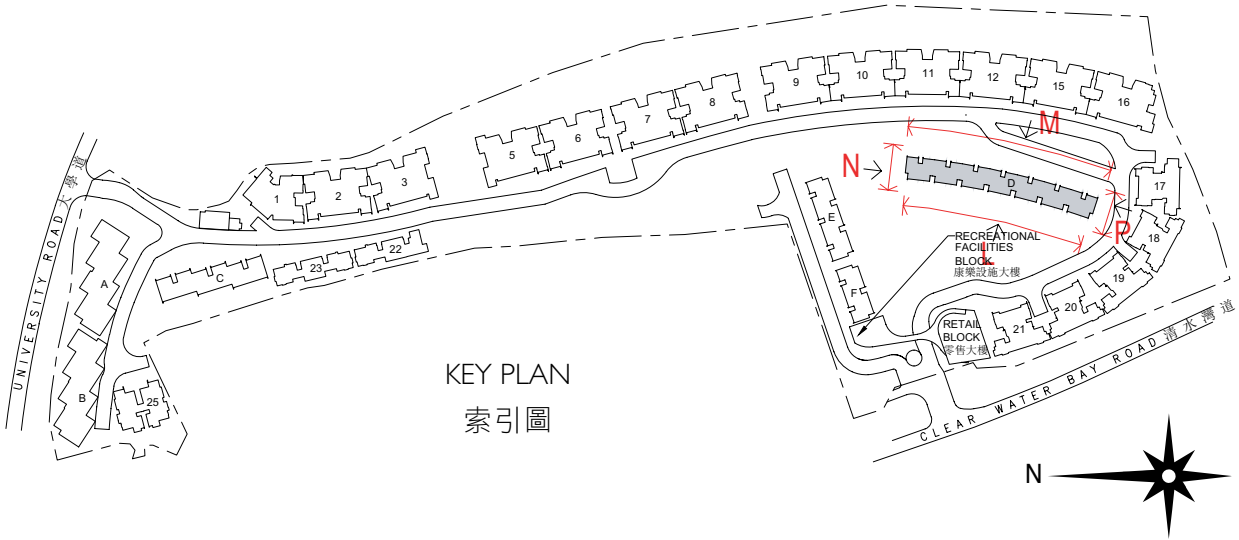 9
10
11
12
15
16
8
7
6
5
3
2
1
M
N
D
17
18
19
20
21
P
L
E
F
RECREATIONAL
FACILITIES
BLOCK
康樂設施大樓
RETAIL
BLOCK
零售大樓
22
23
C
A
B
25
UNIVERSITY ROAD 大學道
CLEAR WATER BAY ROAD 清水灣道
KEY PLAN
索引圖
N